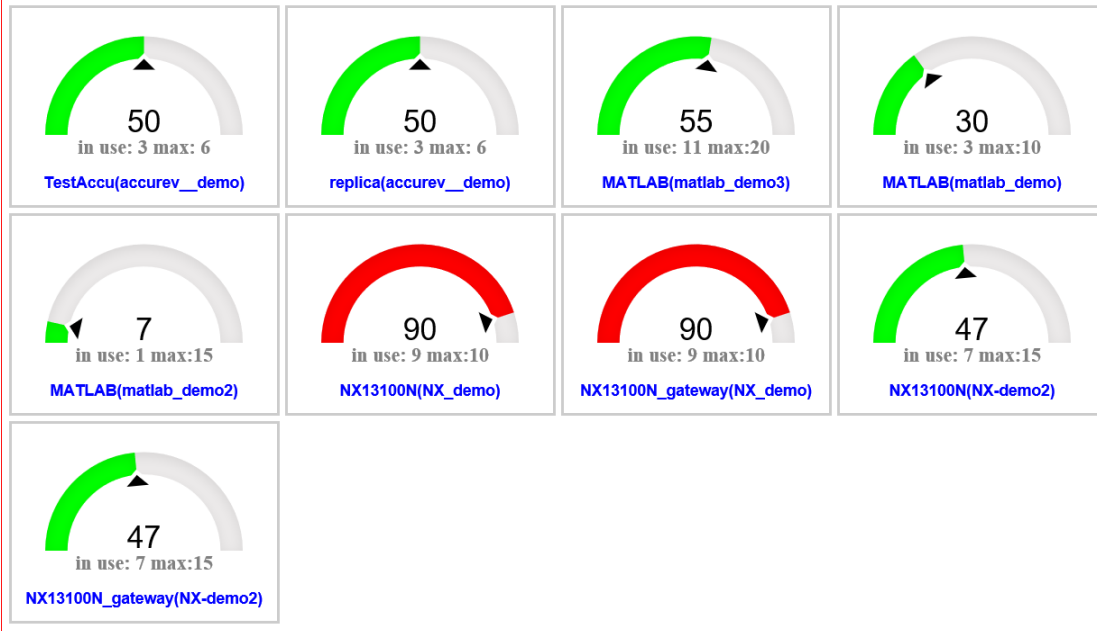 50
in use: 3 max: 6
TestAccu(accurev__demo)
50
in use: 3 max: 6
replica(accurev__demo)
55
in use: 11 max:20
MATLAB(matlab_demo3)
30
in use: 3 max:10
MATLAB(matlab_demo)
7
in use: 1 max:15
MATLAB(matlab_demo2)
90
in use: 9 max:10
NX13100N(NX_demo)
90
in use: 9 max:10
NX13100N_gateway(NX_demo)
47
in use: 7 max:15
NX13100N(NX-demo2)
47
in use: 7 max:15
NX13100N_gateway(NX-demo2)